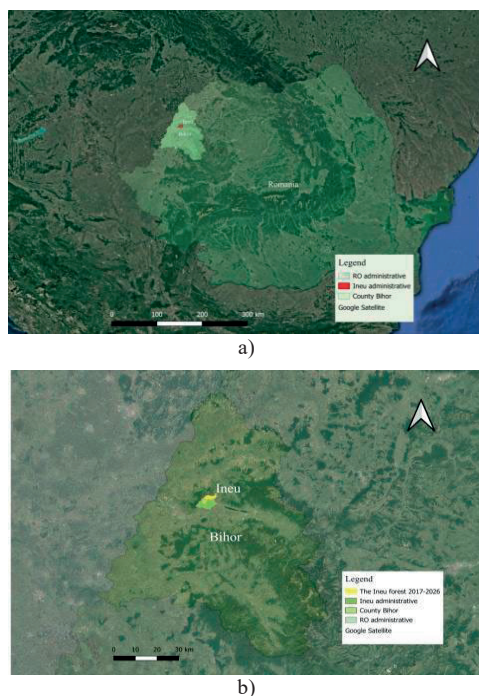 Romania
Legend
RO administrative
Ineu administrative
County Bihor
Google Satellite
0 100 200 300 km
a)
Ineu
Bihor
Legend
The Ineu forest 2017-2026
Ineu administrative
County Bihor
RO administrative
Google Satellite
0 10 20 30 km
b)